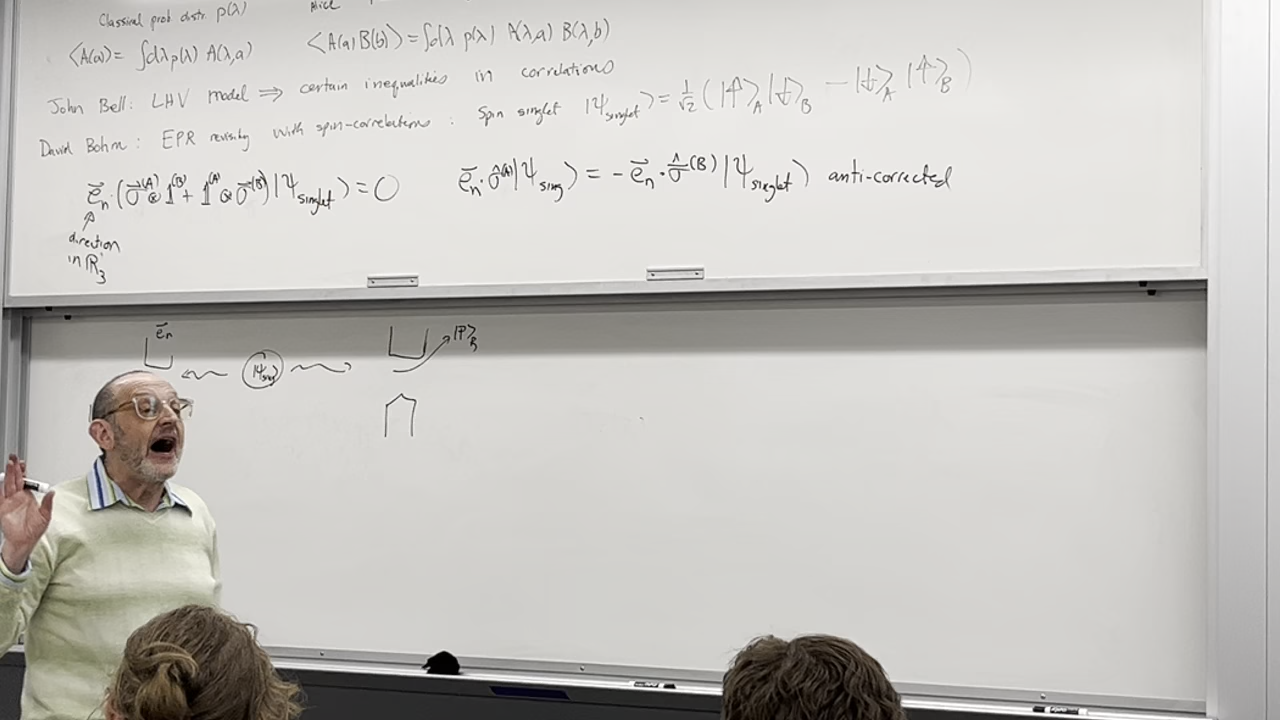 Classical prob distr. p(λ) Alice
⟨A(a)⟩ = ∫dλ p(λ) A(λ,a) ⟨A(a) B(b)⟩ = ∫dλ p(λ) A(λ,a) B(λ,b)
John Bell: LHV model ⇒ certain inequalities in correlations
David Bohm: EPR revisity with spin-correlations: Spin singlet |Ψ_singlet⟩ = 1/√2 (|↑⟩_A |↓⟩_B − |↓⟩_A |↑⟩_B)
e⃗_n·(σ⃗^(A)⊗1^(B) + 1^(A)⊗σ⃗^(B))|Ψ_singlet⟩ = 0 e⃗_n·σ̂^(A)|Ψ_sing⟩ = −e⃗_n·σ̂^(B)|Ψ_singlet⟩ anti-corrected
direction
in ℝ_3
e⃗_n |↑⟩_B
|Ψ_sing⟩